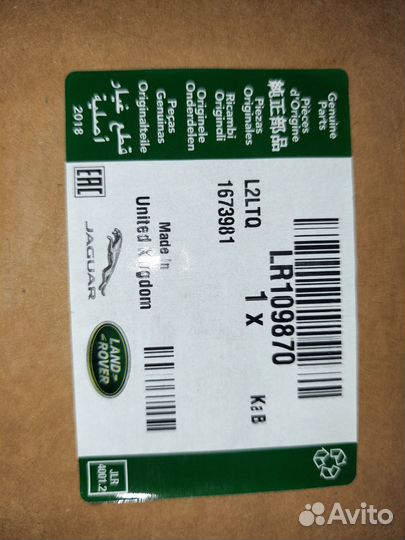 Genuine
Parts
Pièces
d'Origine
純正部品
Piezas
Originales
Ricambi
Originali
Originele
Onderdelen
Peças
Genuínas
Originalteile
قطع غيار
أصلية
2018
LR109870
1 x
L2LTQ
1673981
Ka B
Made in
United Kingdom
EAC
JAGUAR
LAND
ROVER
JLR
4001.2
Avito